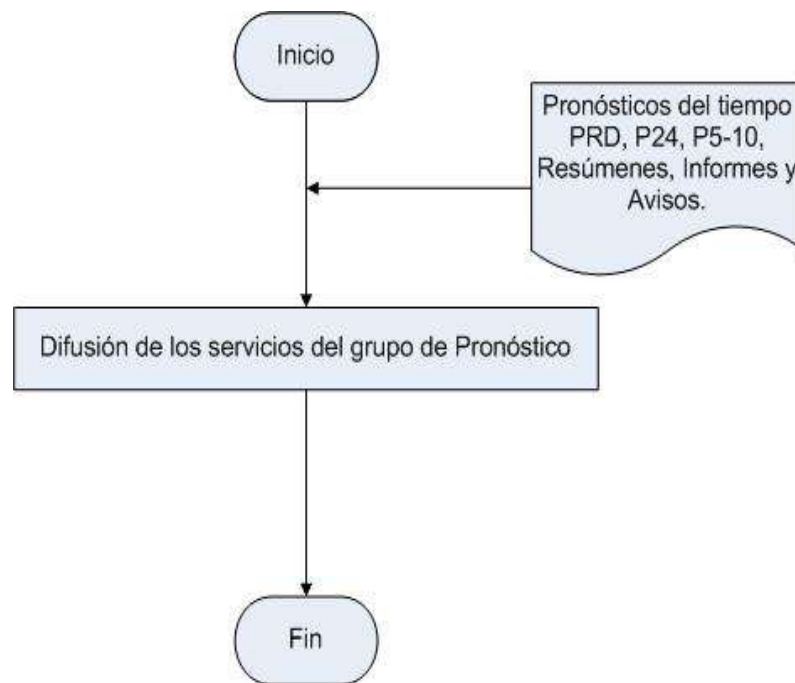 Inicio
Pronósticos del tiempo
PRD, P24, P5-10,
Resúmenes, Informes y
Avisos.
Difusión de los servicios del grupo de Pronóstico
Fin